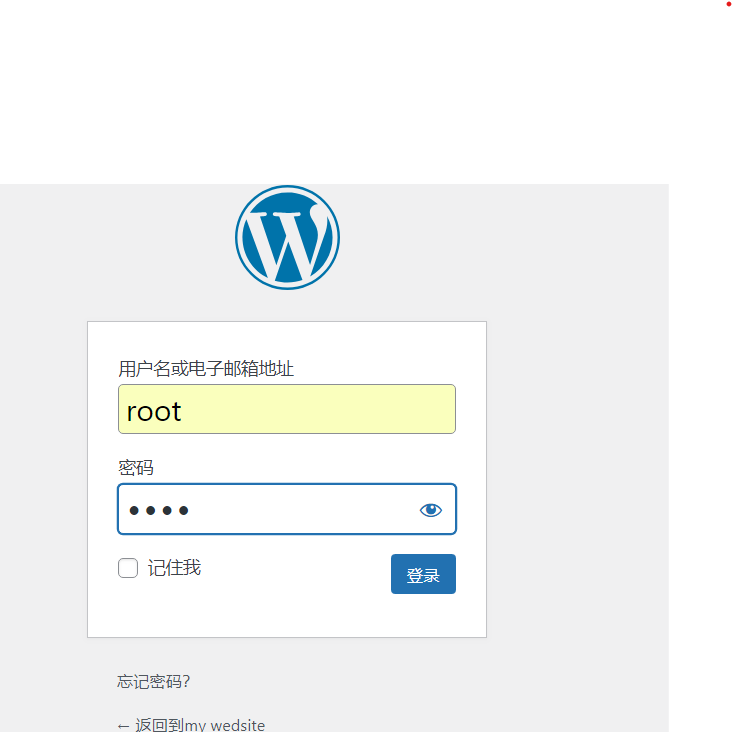 用户名或电子邮箱地址
root
密码
••••
记住我
登录
忘记密码？
← 返回到my wedsite